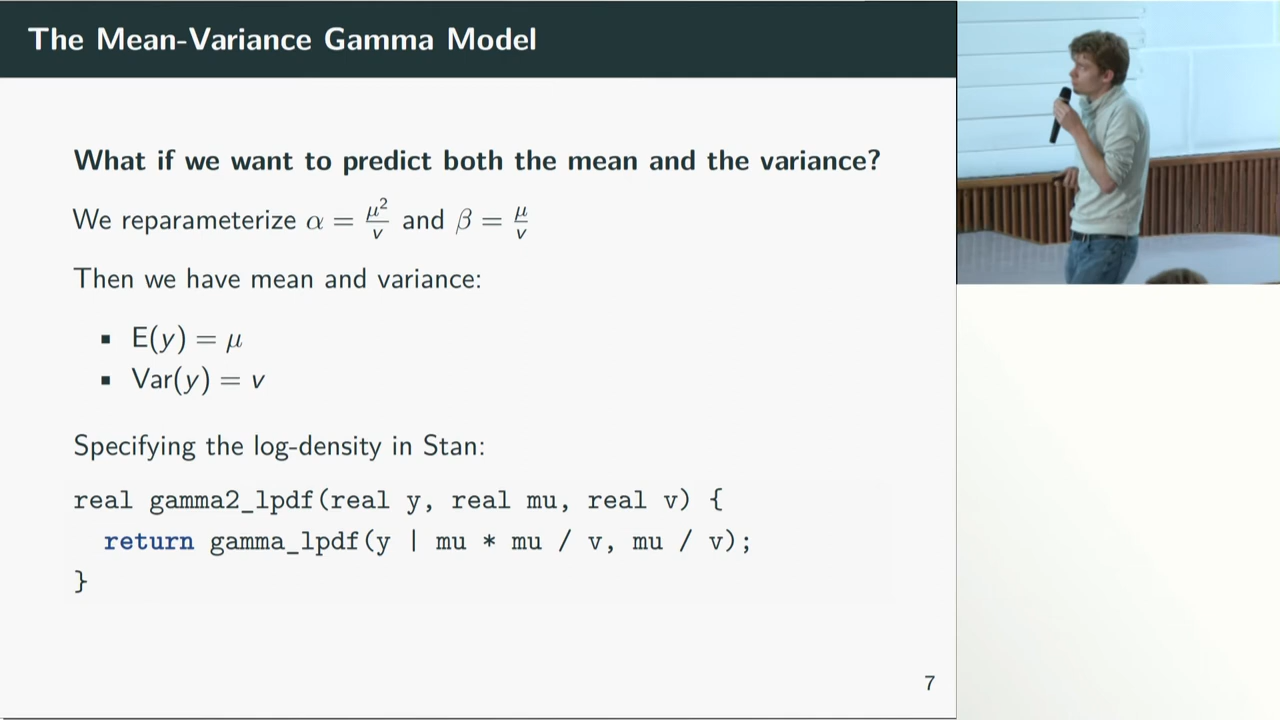 The Mean-Variance Gamma Model
What if we want to predict both the mean and the variance?
We reparameterize α = μ²/v and β = μ/v
Then we have mean and variance:
▪ E(y) = μ
▪ Var(y) = v
Specifying the log-density in Stan:
real gamma2_lpdf(real y, real mu, real v) {
return gamma_lpdf(y | mu * mu / v, mu / v);
}
7